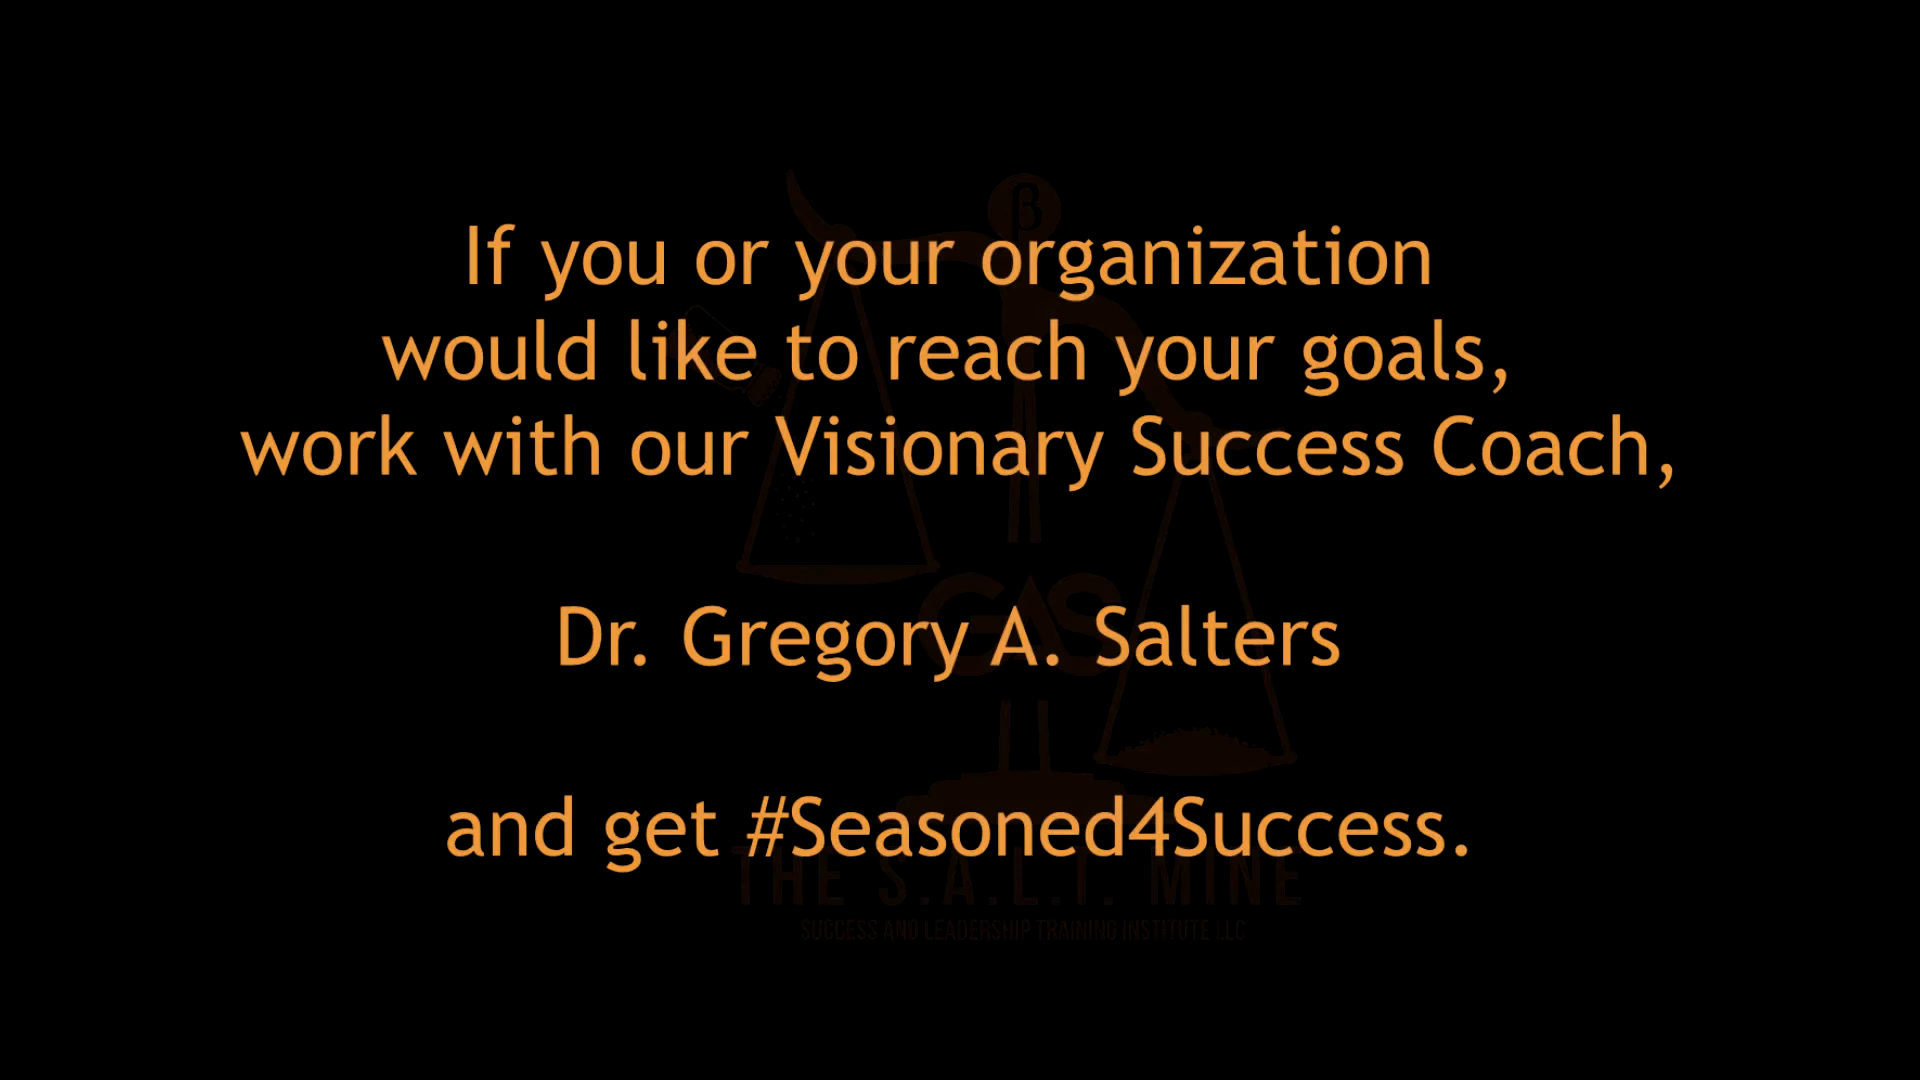 If you or your organization
would like to reach your goals,
work with our Visionary Success Coach,
Dr. Gregory A. Salters
and get #Seasoned4Success.
β
GAS
THE S.A.L.T. MINE
SUCCESS AND LEADERSHIP TRAINING INSTITUTE LLC